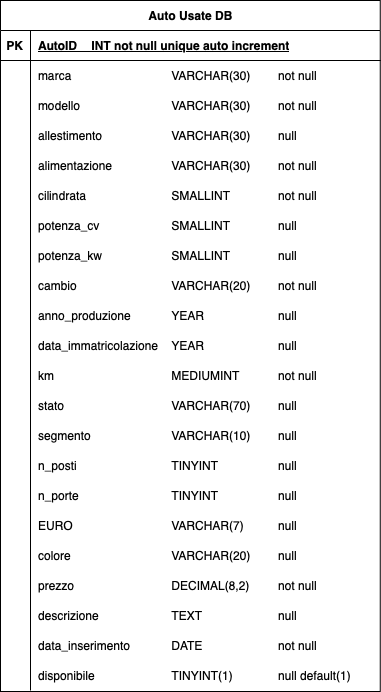 Auto Usate DB
PK AutoID INT not null unique auto increment
marca VARCHAR(30) not null
modello VARCHAR(30) not null
allestimento VARCHAR(30) null
alimentazione VARCHAR(30) not null
cilindrata SMALLINT not null
potenza_cv SMALLINT null
potenza_kw SMALLINT null
cambio VARCHAR(20) not null
anno_produzione YEAR null
data_immatricolazione YEAR null
km MEDIUMINT not null
stato VARCHAR(70) null
segmento VARCHAR(10) null
n_posti TINYINT null
n_porte TINYINT null
EURO VARCHAR(7) null
colore VARCHAR(20) null
prezzo DECIMAL(8,2) not null
descrizione TEXT null
data_inserimento DATE not null
disponibile TINYINT(1) null default(1)